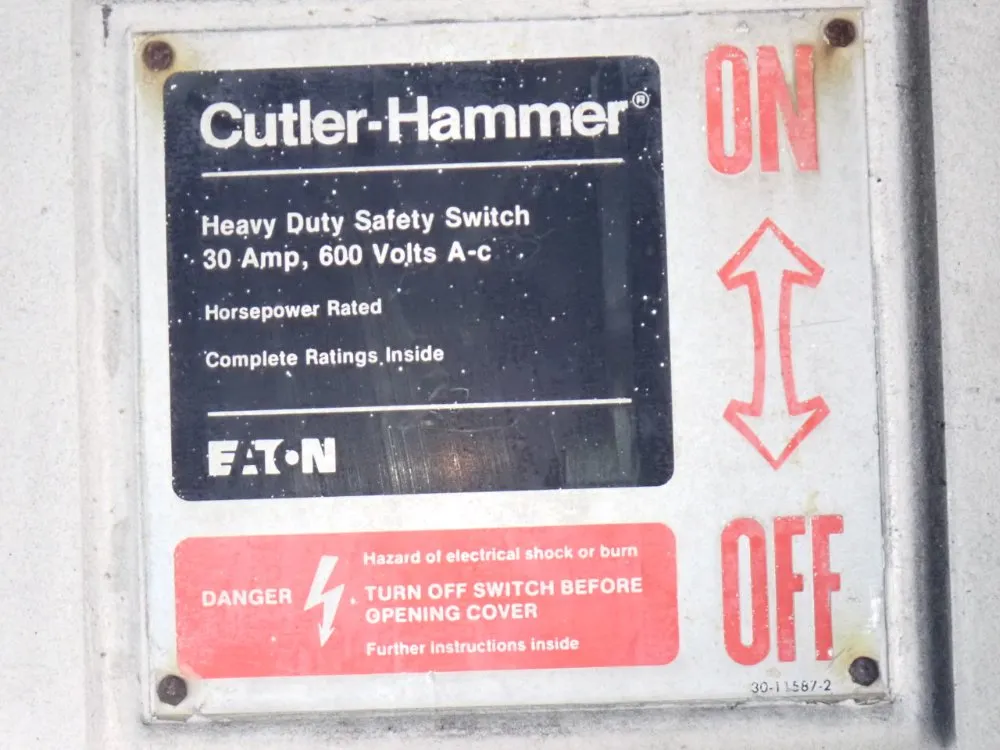 Cutler-Hammer®
Heavy Duty Safety Switch
30 Amp, 600 Volts A-c
Horsepower Rated
Complete Ratings Inside
EATON
DANGER
Hazard of electrical shock or burn
TURN OFF SWITCH BEFORE
OPENING COVER
Further instructions inside
ON
OFF
30-11587-2